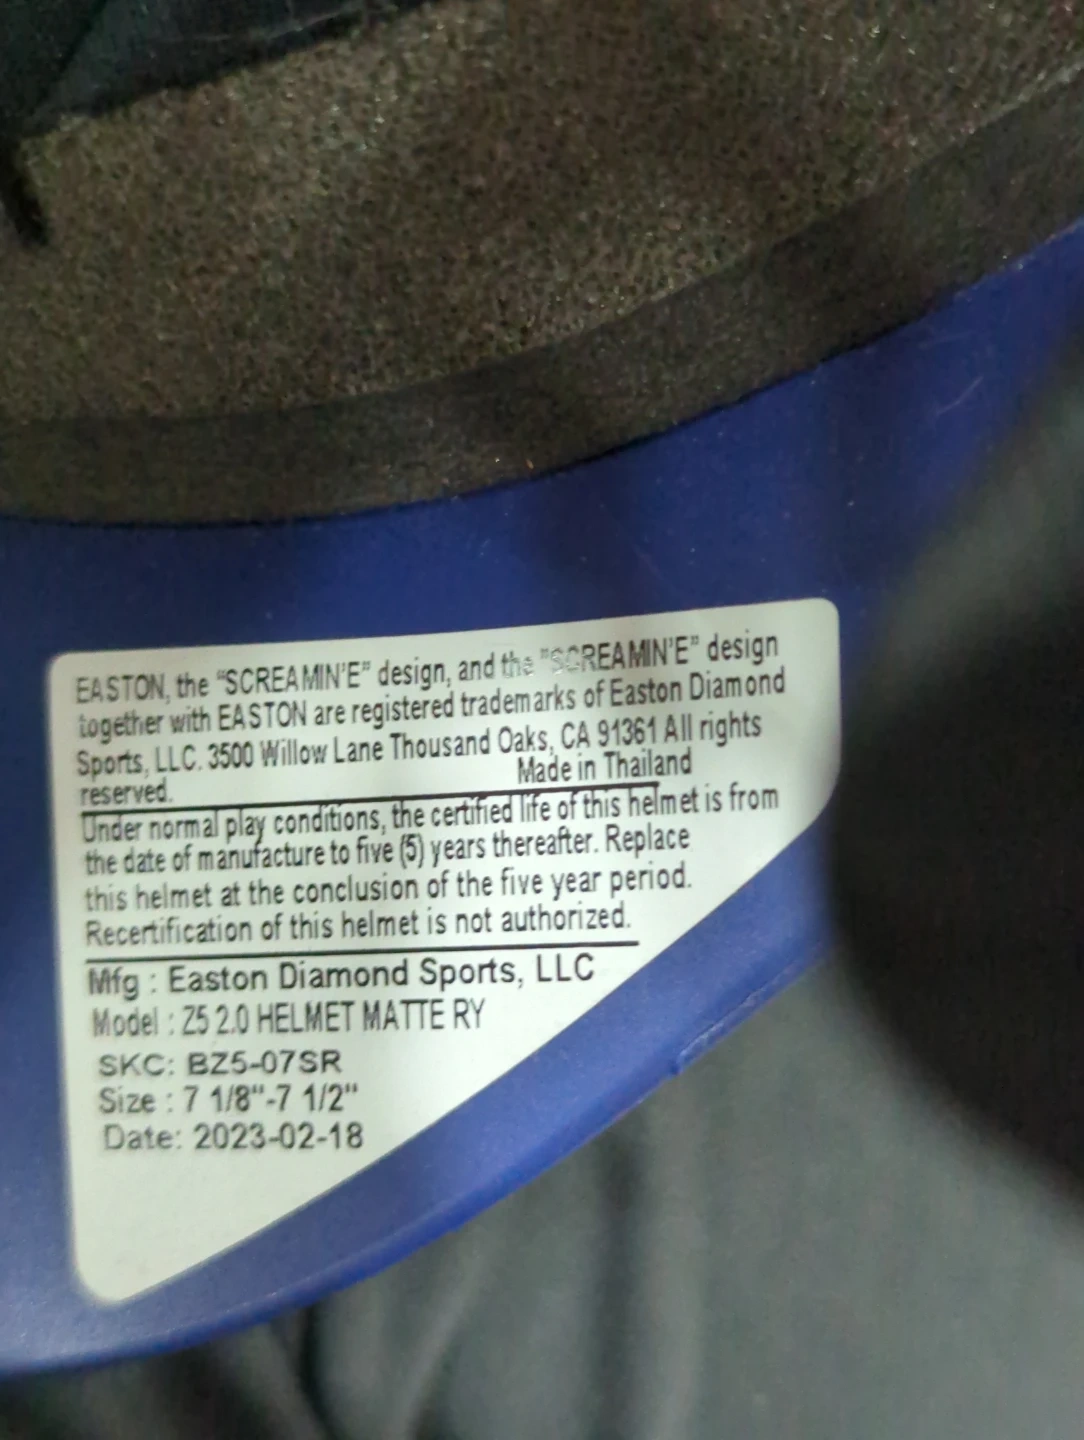 EASTON, the "SCREAMIN'E" design, and the "SCREAMIN'E" design
together with EASTON are registered trademarks of Easton Diamond
Sports, LLC. 3500 Willow Lane Thousand Oaks, CA 91361 All rights
reserved. Made in Thailand
Under normal play conditions, the certified life of this helmet is from
the date of manufacture to five (5) years thereafter. Replace
this helmet at the conclusion of the five year period.
Recertification of this helmet is not authorized.
Mfg : Easton Diamond Sports, LLC
Model : Z5 2.0 HELMET MATTE RY
SKC: BZ5-07SR
Size : 7 1/8"-7 1/2"
Date: 2023-02-18